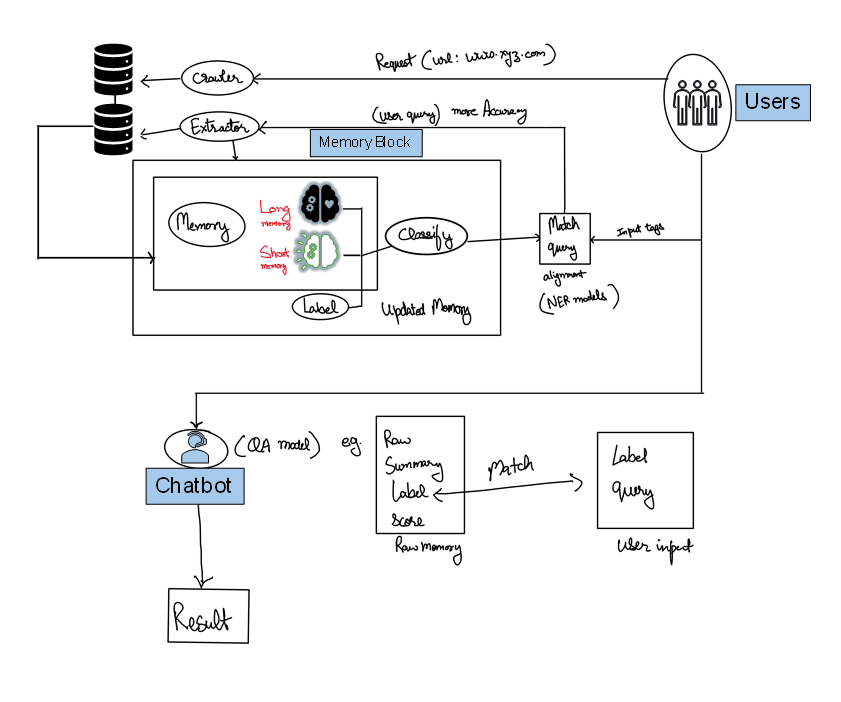 Request (url: www.xyz.com)
Crawler
Users
(User query) more Accuracy
Extractor
Memory Block
Memory
Long
memory
Short
memory
Classify
Match
query
Input tags
alignment
(NER models)
Label
Updated Memory
(QA model)
eg.
Raw
Summary
Label
score
Match
Label
query
Chatbot
Raw memory
User input
Result